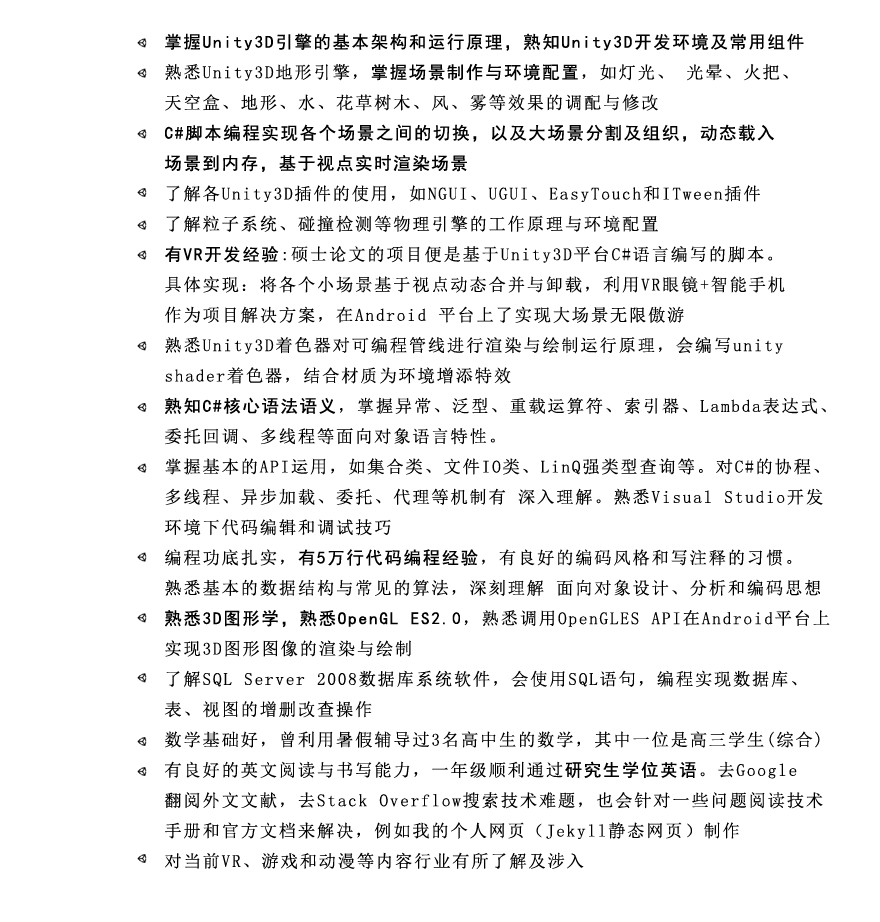 掌握Unity3D引擎的基本架构和运行原理，熟知Unity3D开发环境及常用组件
熟悉Unity3D地形引擎，掌握场景制作与环境配置，如灯光、 光晕、火把、
天空盒、地形、水、花草树木、风、雾等效果的调配与修改
C#脚本编程实现各个场景之间的切换，以及大场景分割及组织，动态载入
场景到内存，基于视点实时渲染场景
了解各Unity3D插件的使用，如NGUI、UGUI、EasyTouch和ITween插件
了解粒子系统、碰撞检测等物理引擎的工作原理与环境配置
有VR开发经验:硕士论文的项目便是基于Unity3D平台C#语言编写的脚本。
具体实现：将各个小场景基于视点动态合并与卸载，利用VR眼镜+智能手机
作为项目解决方案，在Android 平台上了实现大场景无限傲游
熟悉Unity3D着色器对可编程管线进行渲染与绘制运行原理，会编写unity
shader着色器，结合材质为环境增添特效
熟知C#核心语法语义，掌握异常、泛型、重载运算符、索引器、Lambda表达式、
委托回调、多线程等面向对象语言特性。
掌握基本的API运用，如集合类、文件IO类、LinQ强类型查询等。对C#的协程、
多线程、异步加载、委托、代理等机制有 深入理解。熟悉Visual Studio开发
环境下代码编辑和调试技巧
编程功底扎实，有5万行代码编程经验，有良好的编码风格和写注释的习惯。
熟悉基本的数据结构与常见的算法，深刻理解 面向对象设计、分析和编码思想
熟悉3D图形学，熟悉OpenGL ES2.0，熟悉调用OpenGLES API在Android平台上
实现3D图形图像的渲染与绘制
了解SQL Server 2008数据库系统软件，会使用SQL语句，编程实现数据库、
表、视图的增删改查操作
数学基础好，曾利用暑假辅导过3名高中生的数学，其中一位是高三学生(综合)
有良好的英文阅读与书写能力，一年级顺利通过研究生学位英语。去Google
翻阅外文文献，去Stack Overflow搜索技术难题，也会针对一些问题阅读技术
手册和官方文档来解决，例如我的个人网页（Jekyll静态网页）制作
对当前VR、游戏和动漫等内容行业有所了解及涉入